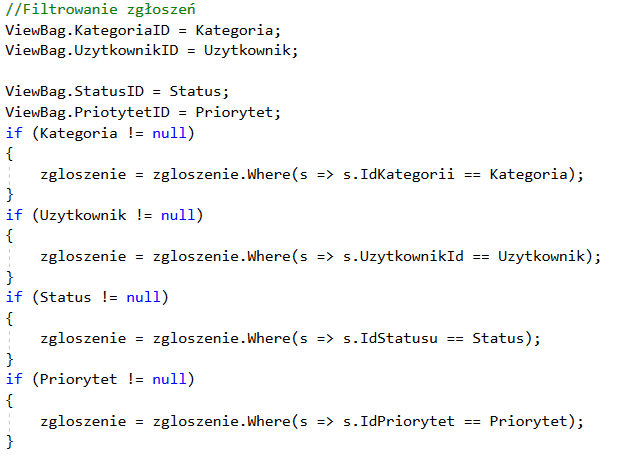 //Filtrowanie zgłoszeń
ViewBag.KategoriaID = Kategoria;
ViewBag.UzytkownikID = Uzytkownik;

ViewBag.StatusID = Status;
ViewBag.PriotytetID = Priorytet;
if (Kategoria != null)
{
    zgloszenie = zgloszenie.Where(s => s.IdKategorii == Kategoria);
}
if (Uzytkownik != null)
{
    zgloszenie = zgloszenie.Where(s => s.UzytkownikId == Uzytkownik);
}
if (Status != null)
{
    zgloszenie = zgloszenie.Where(s => s.IdStatusu == Status);
}
if (Priorytet != null)
{
    zgloszenie = zgloszenie.Where(s => s.IdPriorytet == Priorytet);
}